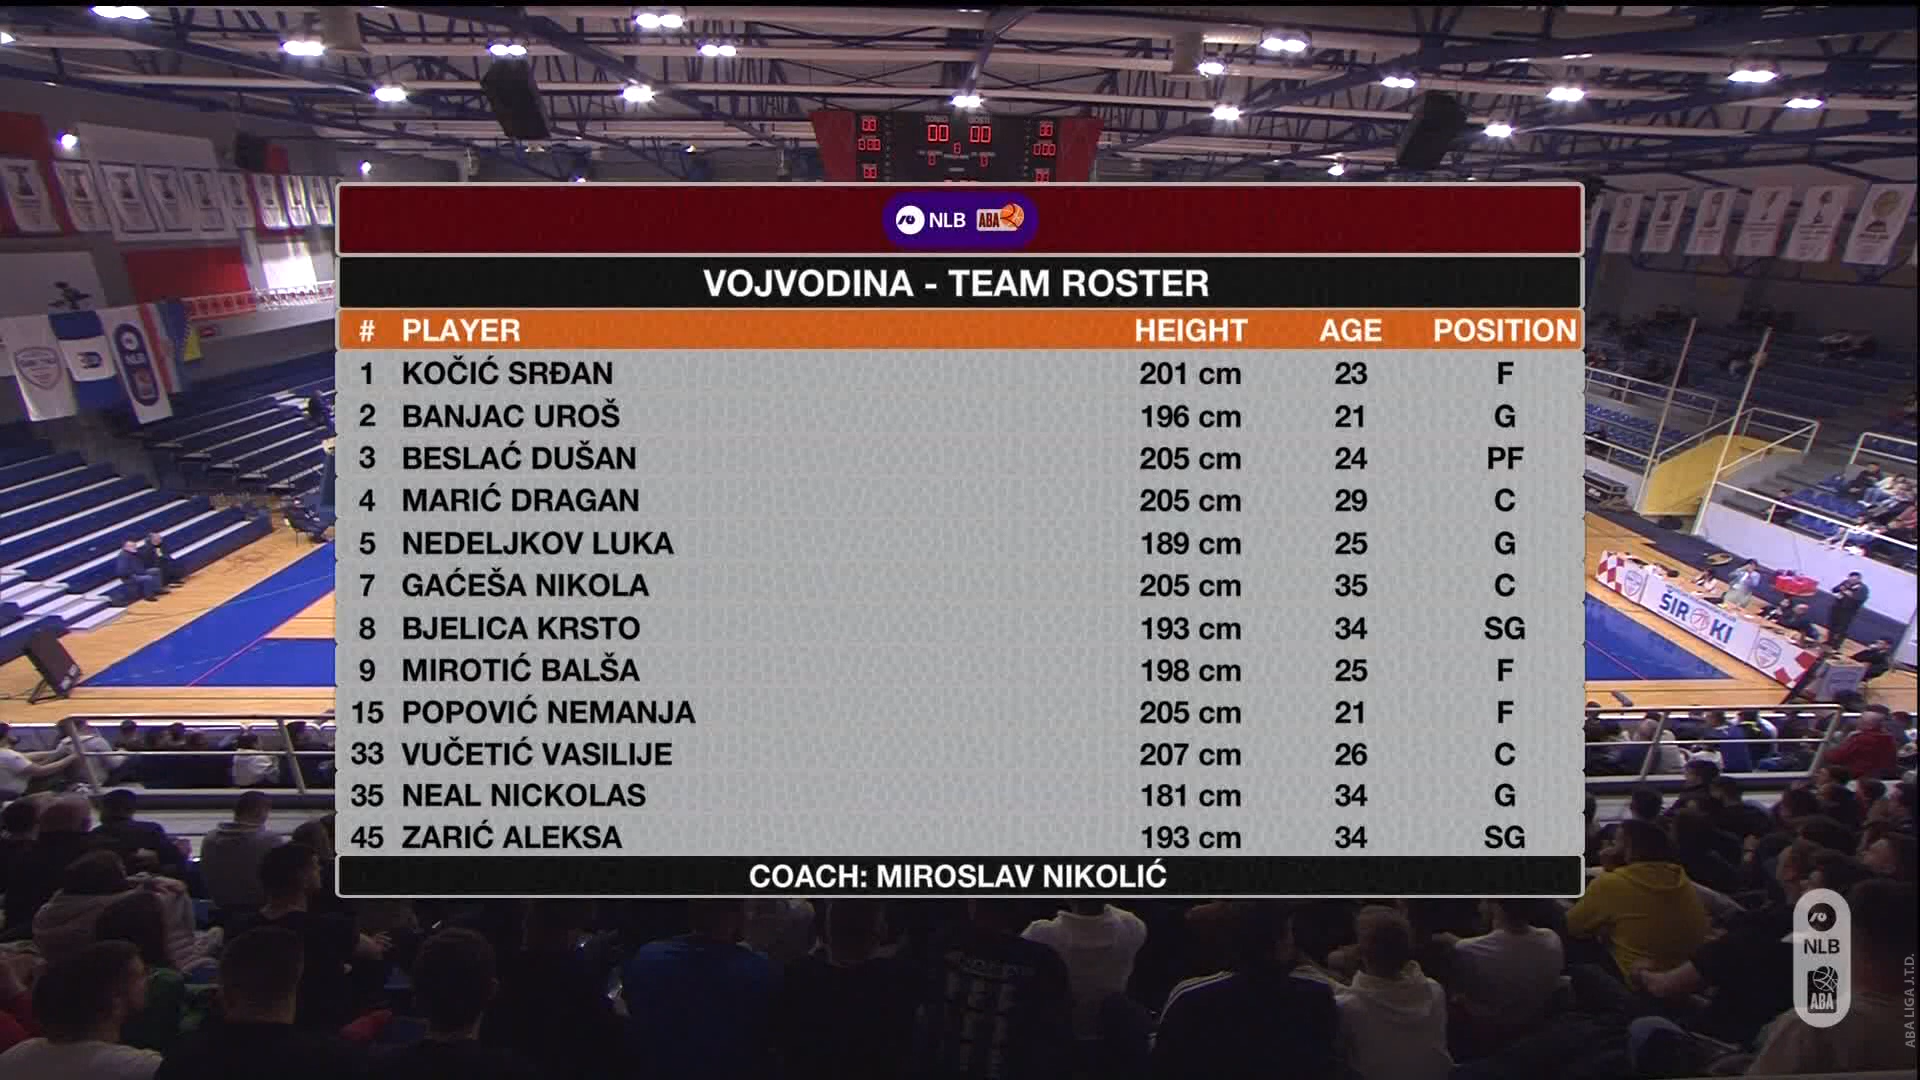 NLB ABA
VOJVODINA - TEAM ROSTER
# PLAYER HEIGHT AGE POSITION
1 KOČIĆ SRĐAN 201 cm 23 F
2 BANJAC UROŠ 196 cm 21 G
3 BESLAĆ DUŠAN 205 cm 24 PF
4 MARIĆ DRAGAN 205 cm 29 C
5 NEDELJKOV LUKA 189 cm 25 G
7 GAĆEŠA NIKOLA 205 cm 35 C
8 BJELICA KRSTO 193 cm 34 SG
9 MIROTIĆ BALŠA 198 cm 25 F
15 POPOVIĆ NEMANJA 205 cm 21 F
33 VUČETIĆ VASILIJE 207 cm 26 C
35 NEAL NICKOLAS 181 cm 34 G
45 ZARIĆ ALEKSA 193 cm 34 SG
COACH: MIROSLAV NIKOLIĆ
NLB
ŠIROKI
NLB
ABA
ABA LIGA J.T.D.